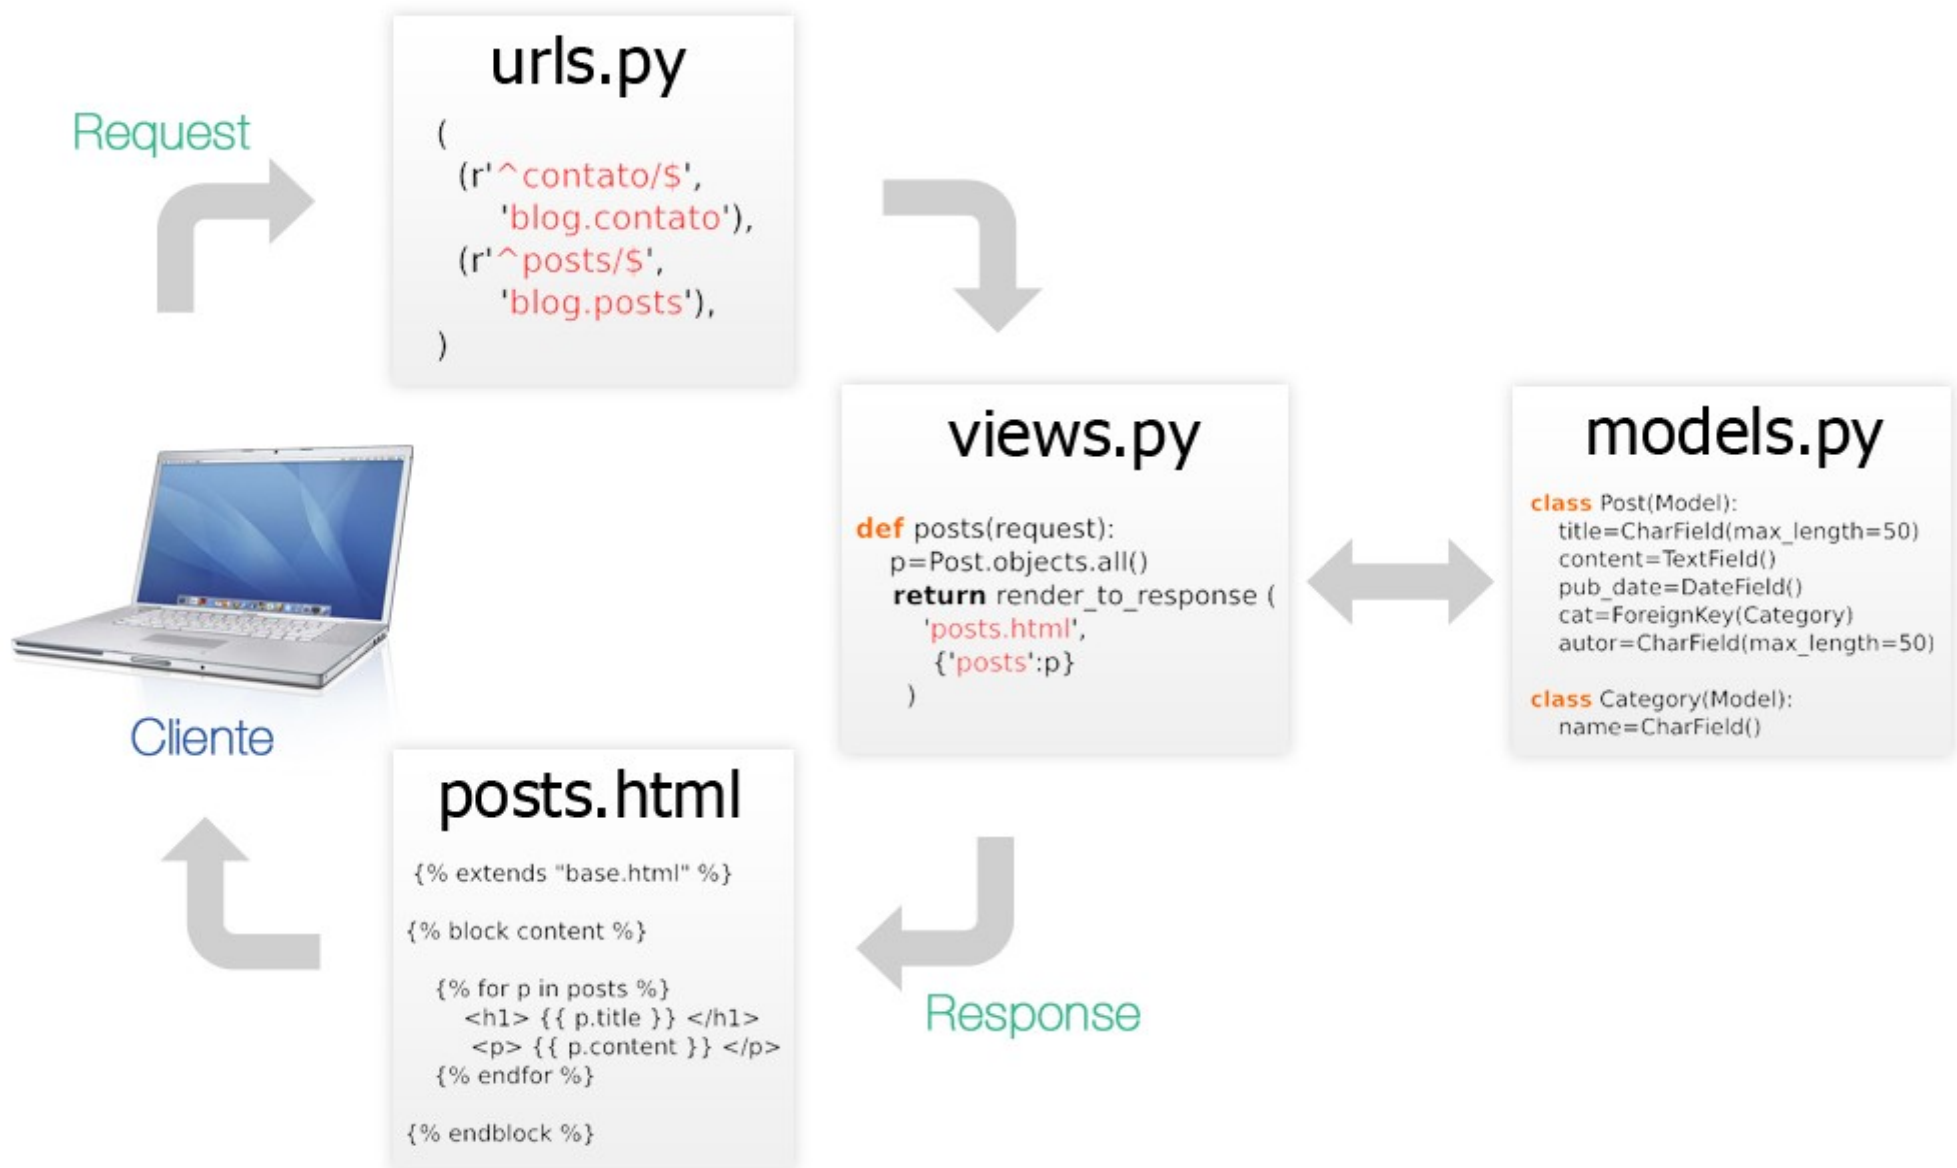 Request
urls.py
(
(r'^contato/$',
'blog.contato'),
(r'^posts/$',
'blog.posts'),
)
views.py
def posts(request):
p=Post.objects.all()
return render_to_response (
'posts.html',
{'posts':p}
)
models.py
class Post(Model):
title=CharField(max_length=50)
content=TextField()
pub_date=DateField()
cat=ForeignKey(Category)
autor=CharField(max_length=50)
class Category(Model):
name=CharField()
Cliente
posts.html
{% extends "base.html" %}
{% block content %}
{% for p in posts %}
<h1> {{ p.title }} </h1>
<p> {{ p.content }} </p>
{% endfor %}
{% endblock %}
Response